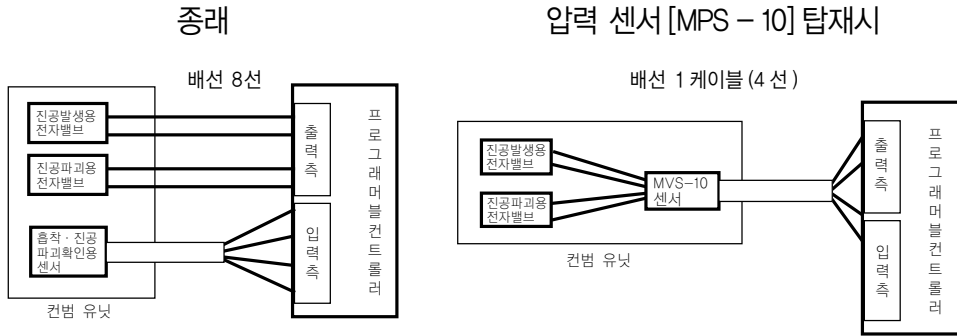 종래
배선 8선
진공발생용
전자밸브
진공파괴용
전자밸브
흡착 · 진공
파괴확인용
센서
출력측
입력측
프로그래머블컨트롤러
컨범 유닛
압력 센서 [MPS - 10] 탑재시
배선 1 케이블 (4 선 )
진공발생용
전자밸브
진공파괴용
전자밸브
MVS-10
센서
출력측
입력측
프로그래머블컨트롤러
컨범 유닛